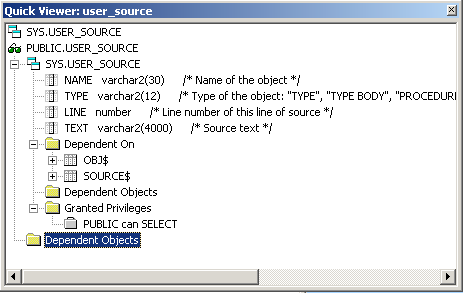 Quick Viewer: user_source
SYS.USER_SOURCE
PUBLIC.USER_SOURCE
SYS.USER_SOURCE
NAME varchar2(30) /* Name of the object */
TYPE varchar2(12) /* Type of the object: "TYPE", "TYPE BODY", "PROCEDUR
LINE number /* Line number of this line of source */
TEXT varchar2(4000) /* Source text */
Dependent On
OBJ$
SOURCE$
Dependent Objects
Granted Privileges
PUBLIC can SELECT
Dependent Objects